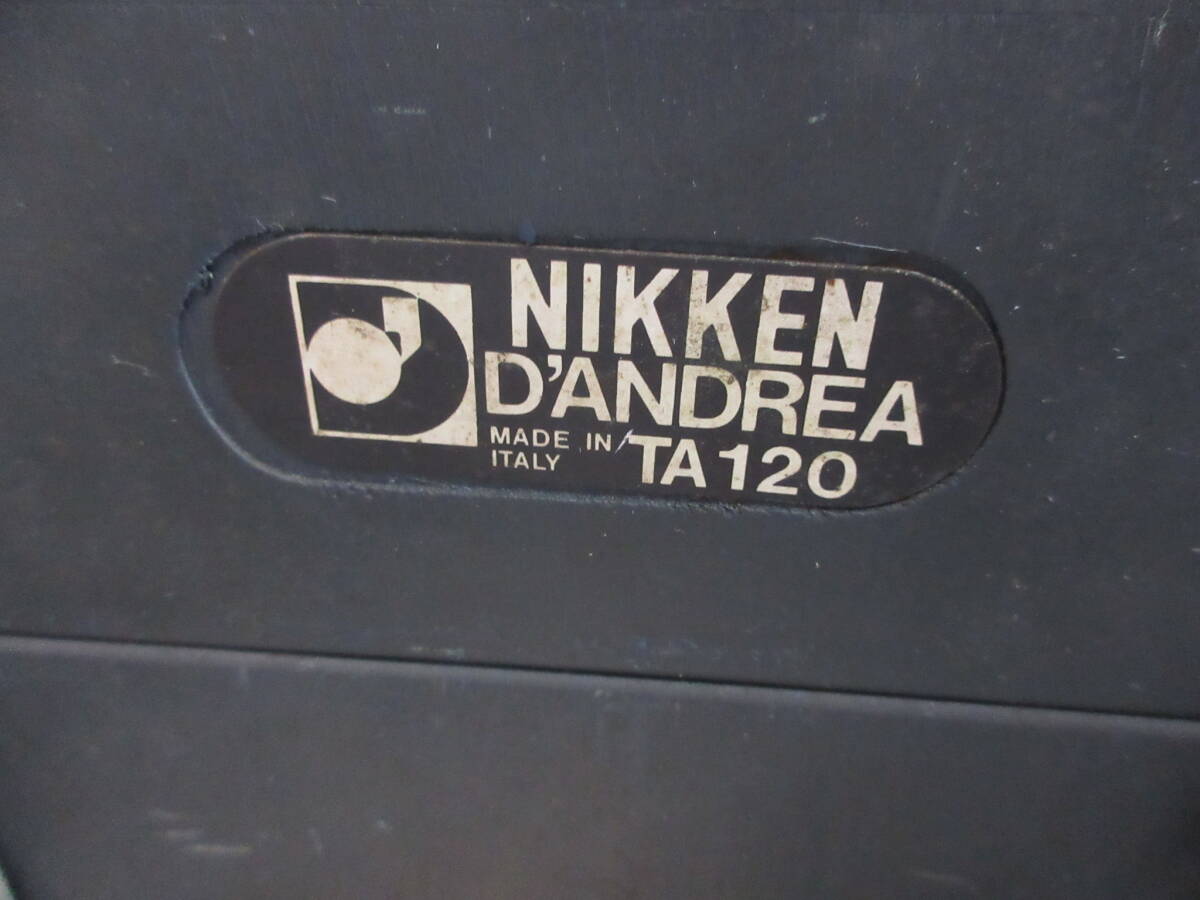 NIKKEN
D'ANDREA
MADE IN
ITALY
TA120